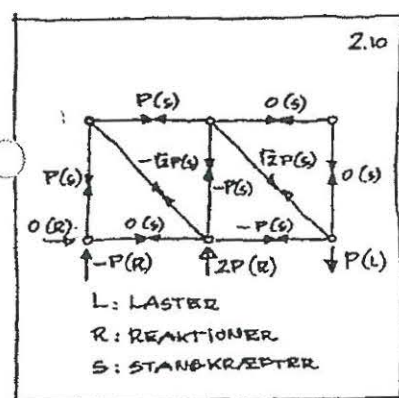 2.10
P(s) O(s)
P(s) -√2P(s) -P(s) √2P(s) O(s)
O(R) O(s) -P(s)
-P(R) 2P(R) P(L)
L: LASTER
R: REAKTIONER
S: STANGKRÆFTER